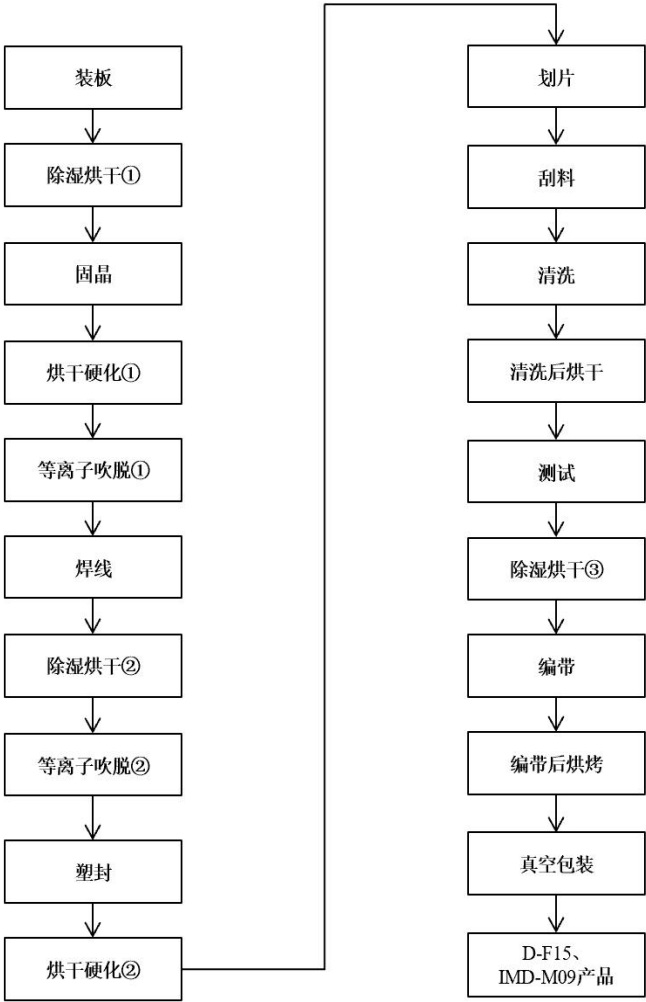 装板
除湿烘干①
固晶
烘干硬化①
等离子吹脱①
焊线
除湿烘干②
等离子吹脱②
塑封
烘干硬化②
划片
刮料
清洗
清洗后烘干
测试
除湿烘干③
编带
编带后烘烤
真空包装
D-F15、
IMD-M09产品